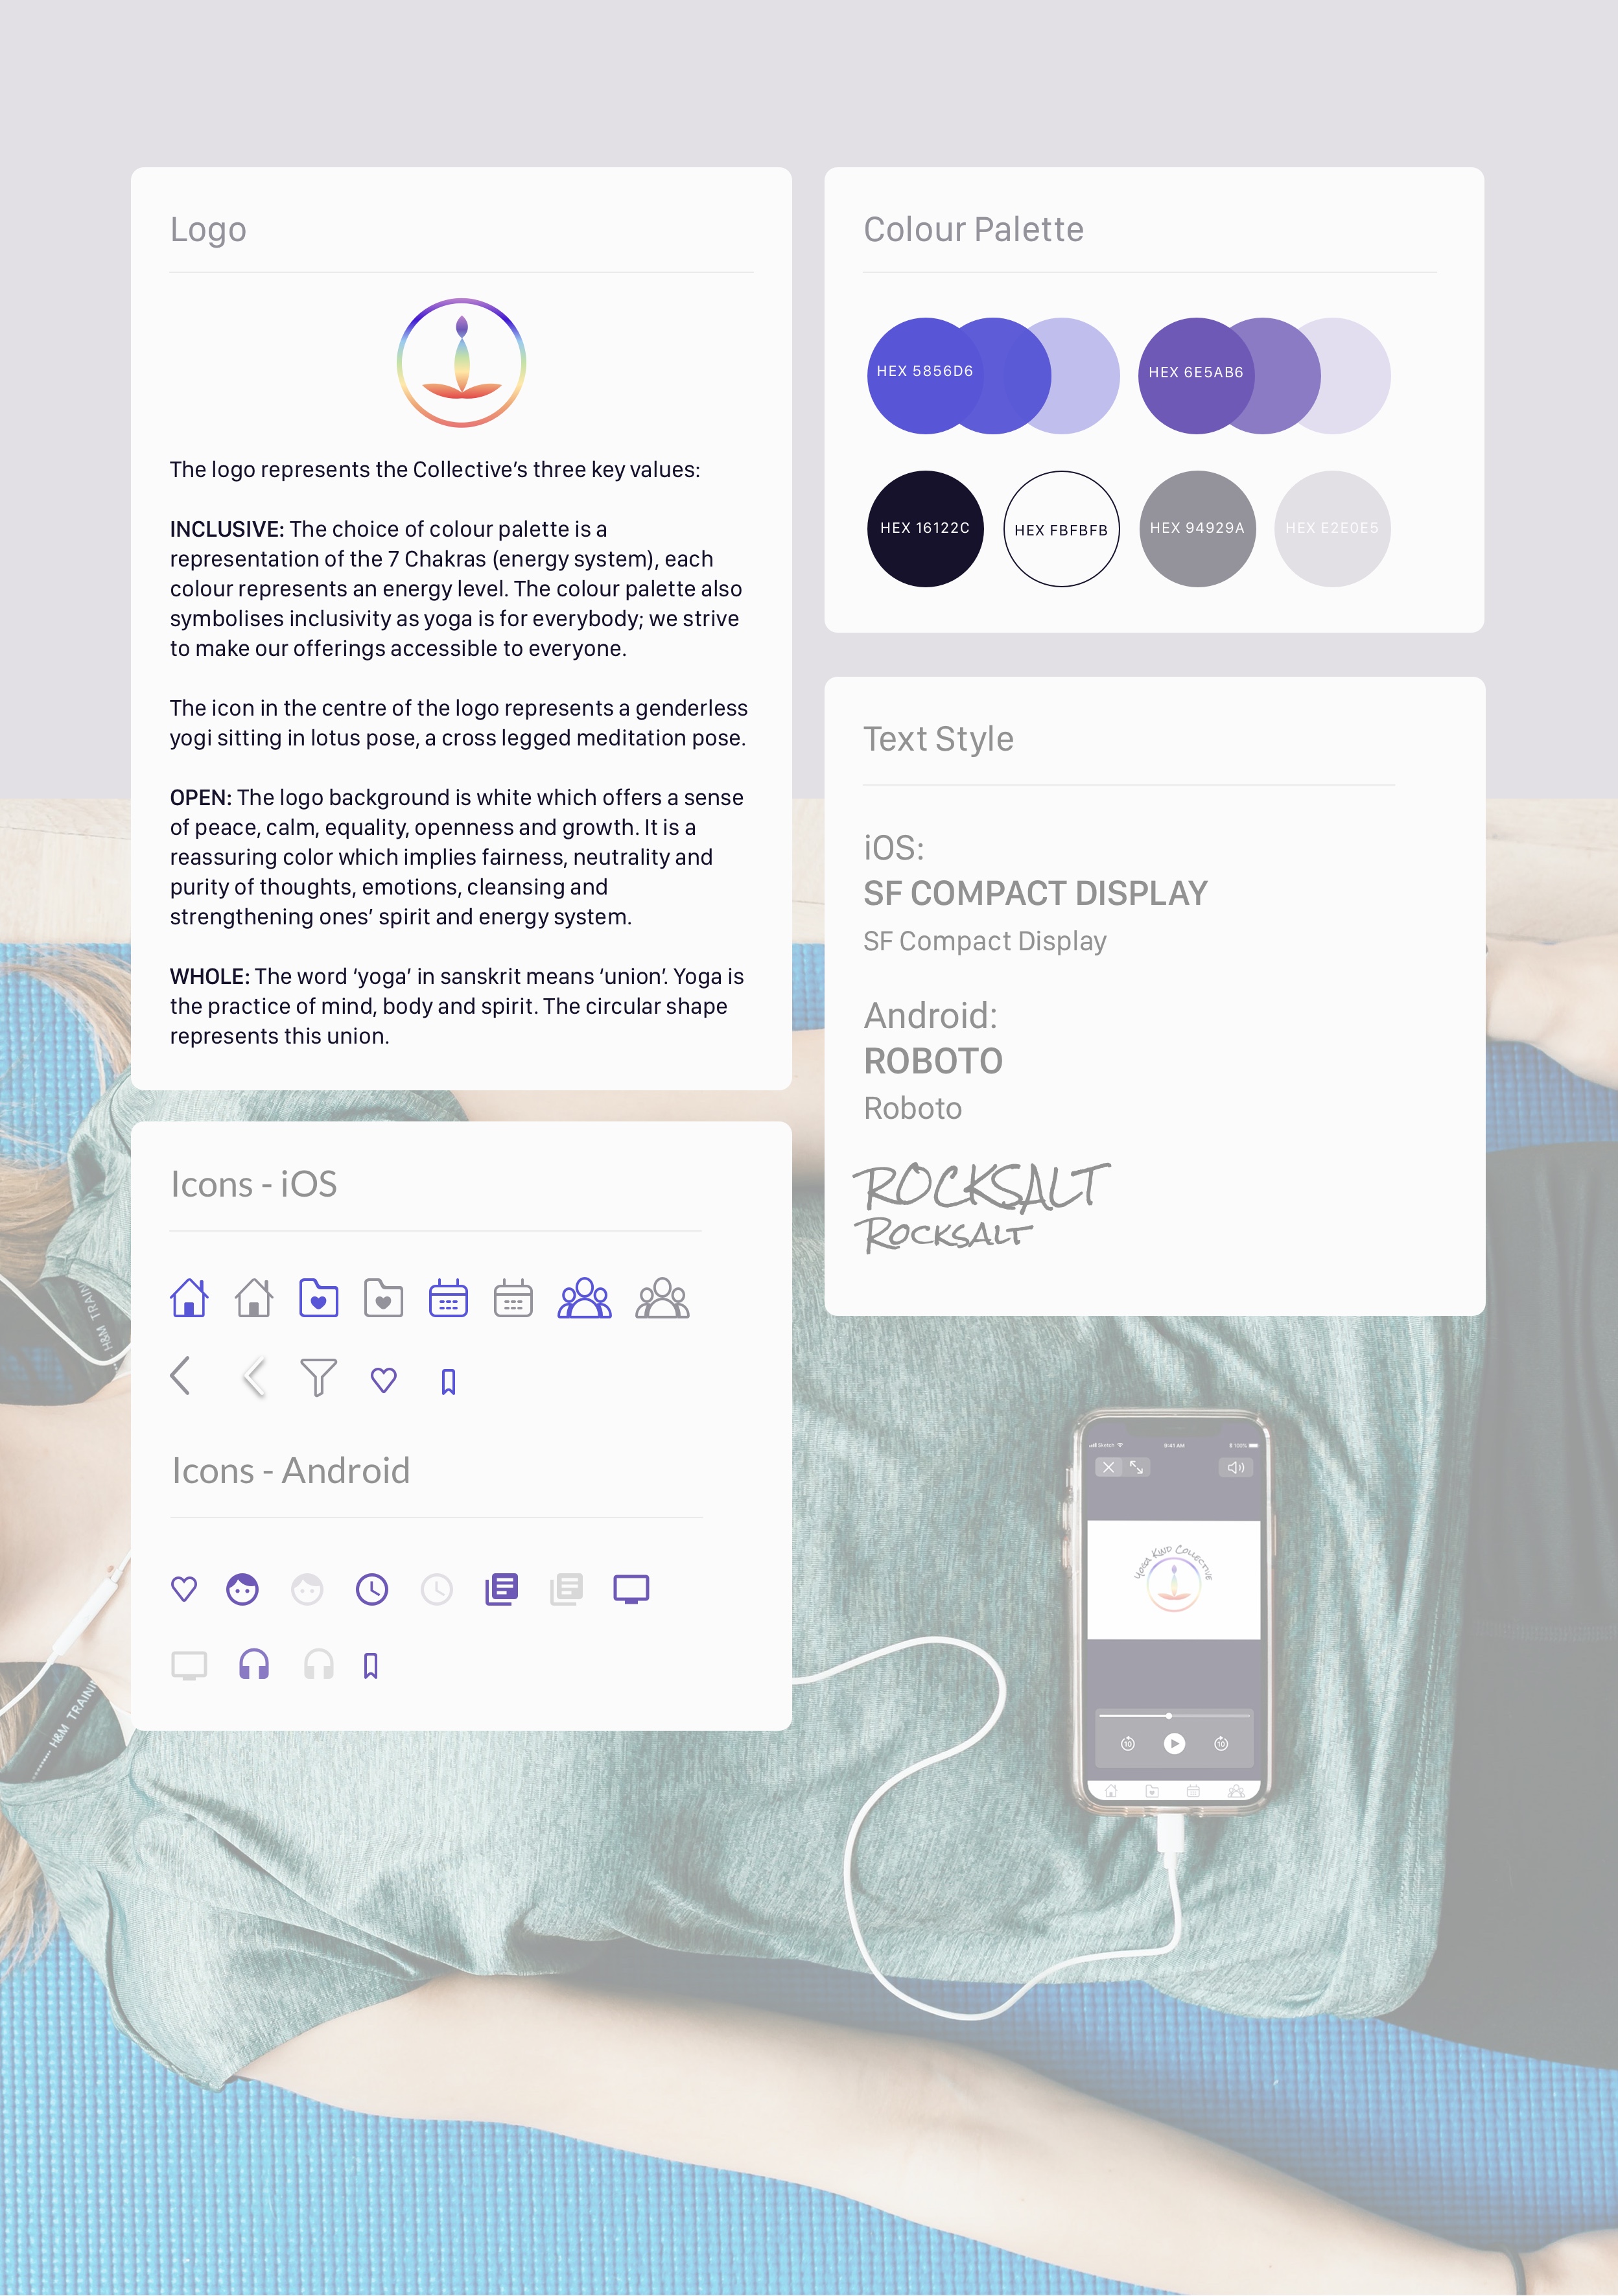 Logo
The logo represents the Collective’s three key values:
INCLUSIVE: The choice of colour palette is a
representation of the 7 Chakras (energy system), each
colour represents an energy level. The colour palette also
symbolises inclusivity as yoga is for everybody; we strive
to make our offerings accessible to everyone.
The icon in the centre of the logo represents a genderless
yogi sitting in lotus pose, a cross legged meditation pose.
OPEN: The logo background is white which offers a sense
of peace, calm, equality, openness and growth. It is a
reassuring color which implies fairness, neutrality and
purity of thoughts, emotions, cleansing and
strengthening ones’ spirit and energy system.
WHOLE: The word ‘yoga’ in sanskrit means ‘union’. Yoga is
the practice of mind, body and spirit. The circular shape
represents this union.
Icons - iOS
Icons - Android
Colour Palette
HEX 5856D6
HEX 6E5AB6
HEX 16122C
HEX FBFBFB
HEX 94929A
HEX E2E0E5
Text Style
iOS:
SF COMPACT DISPLAY
SF Compact Display
Android:
ROBOTO
Roboto
ROCKSALT
Rocksalt
H&M TRAIN
H&M TRAINI
Sketch
9:41 AM
100%
Yoga Kind Collective
10
10